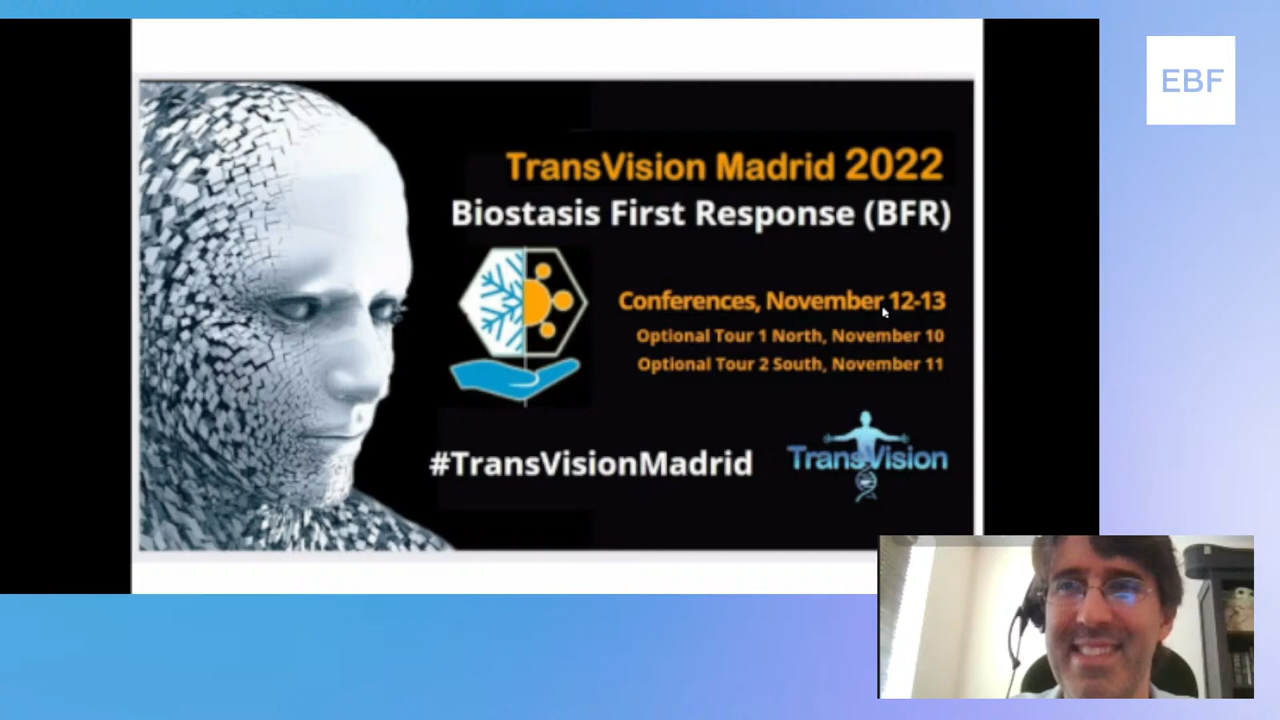 EBF
TransVision Madrid 2022
Biostasis First Response (BFR)
Conferences, November 12-13
Optional Tour 1 North, November 10
Optional Tour 2 South, November 11
#TransVisionMadrid
TransVision